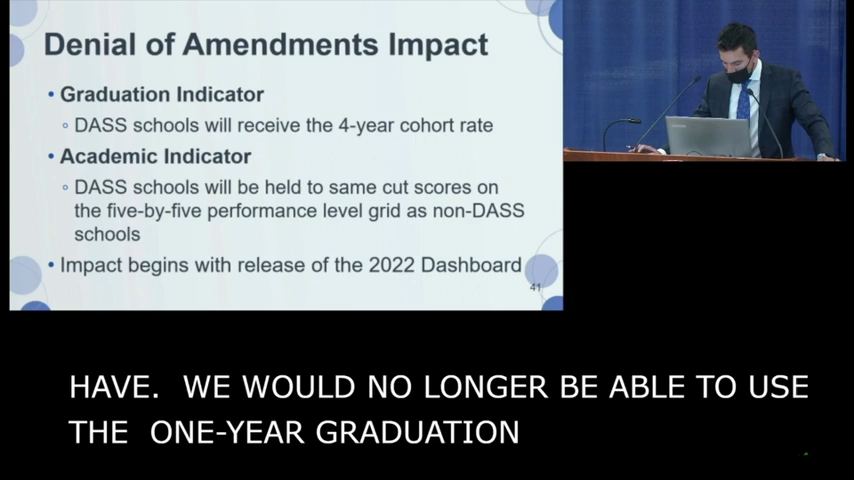 Denial of Amendments Impact
• Graduation Indicator
◦ DASS schools will receive the 4-year cohort rate
• Academic Indicator
◦ DASS schools will be held to same cut scores on
the five-by-five performance level grid as non-DASS
schools
• Impact begins with release of the 2022 Dashboard
41
HAVE. WE WOULD NO LONGER BE ABLE TO USE
THE ONE-YEAR GRADUATION